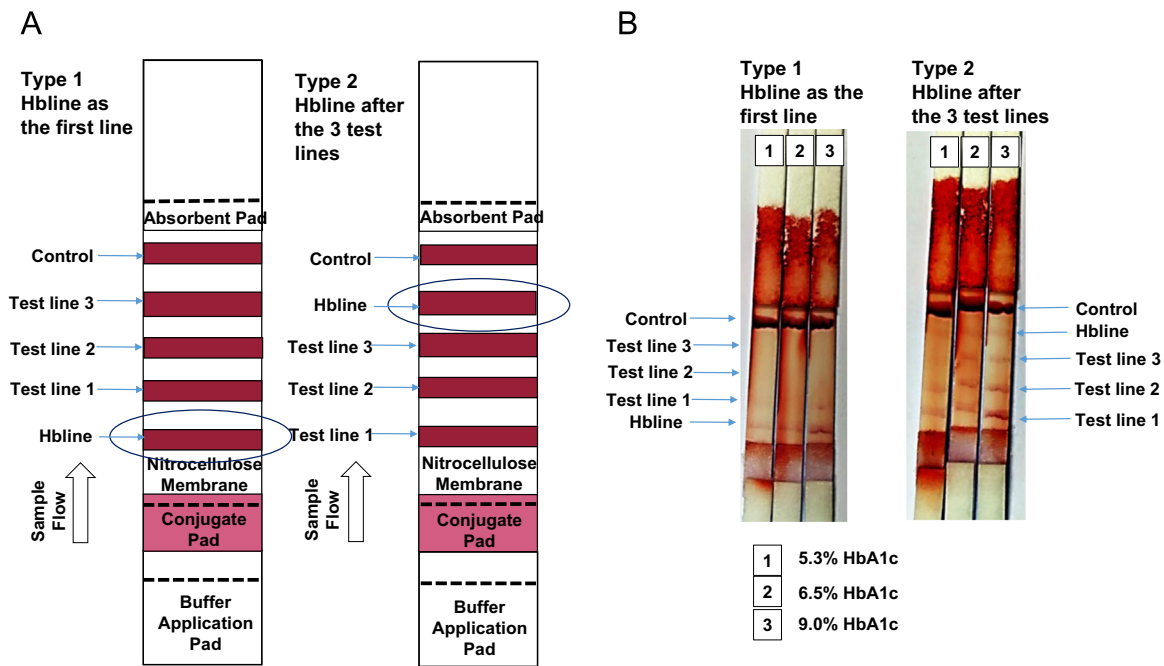 A
Type 1
Hbline as
the first line
Control
Test line 3
Test line 2
Test line 1
Hbline
Sample
Flow
Absorbent Pad
Nitrocellulose
Membrane
Conjugate
Pad
Buffer
Application
Pad
Type 2
Hbline after
the 3 test
lines
Control
Hbline
Test line 3
Test line 2
Test line 1
Sample
Flow
Absorbent Pad
Nitrocellulose
Membrane
Conjugate
Pad
Buffer
Application
Pad
B
Type 1
Hbline as the
first line
1 2 3
Control
Test line 3
Test line 2
Test line 1
Hbline
Type 2
Hbline after
the 3 test lines
1 2 3
Control
Hbline
Test line 3
Test line 2
Test line 1
1 5.3% HbA1c
2 6.5% HbA1c
3 9.0% HbA1c